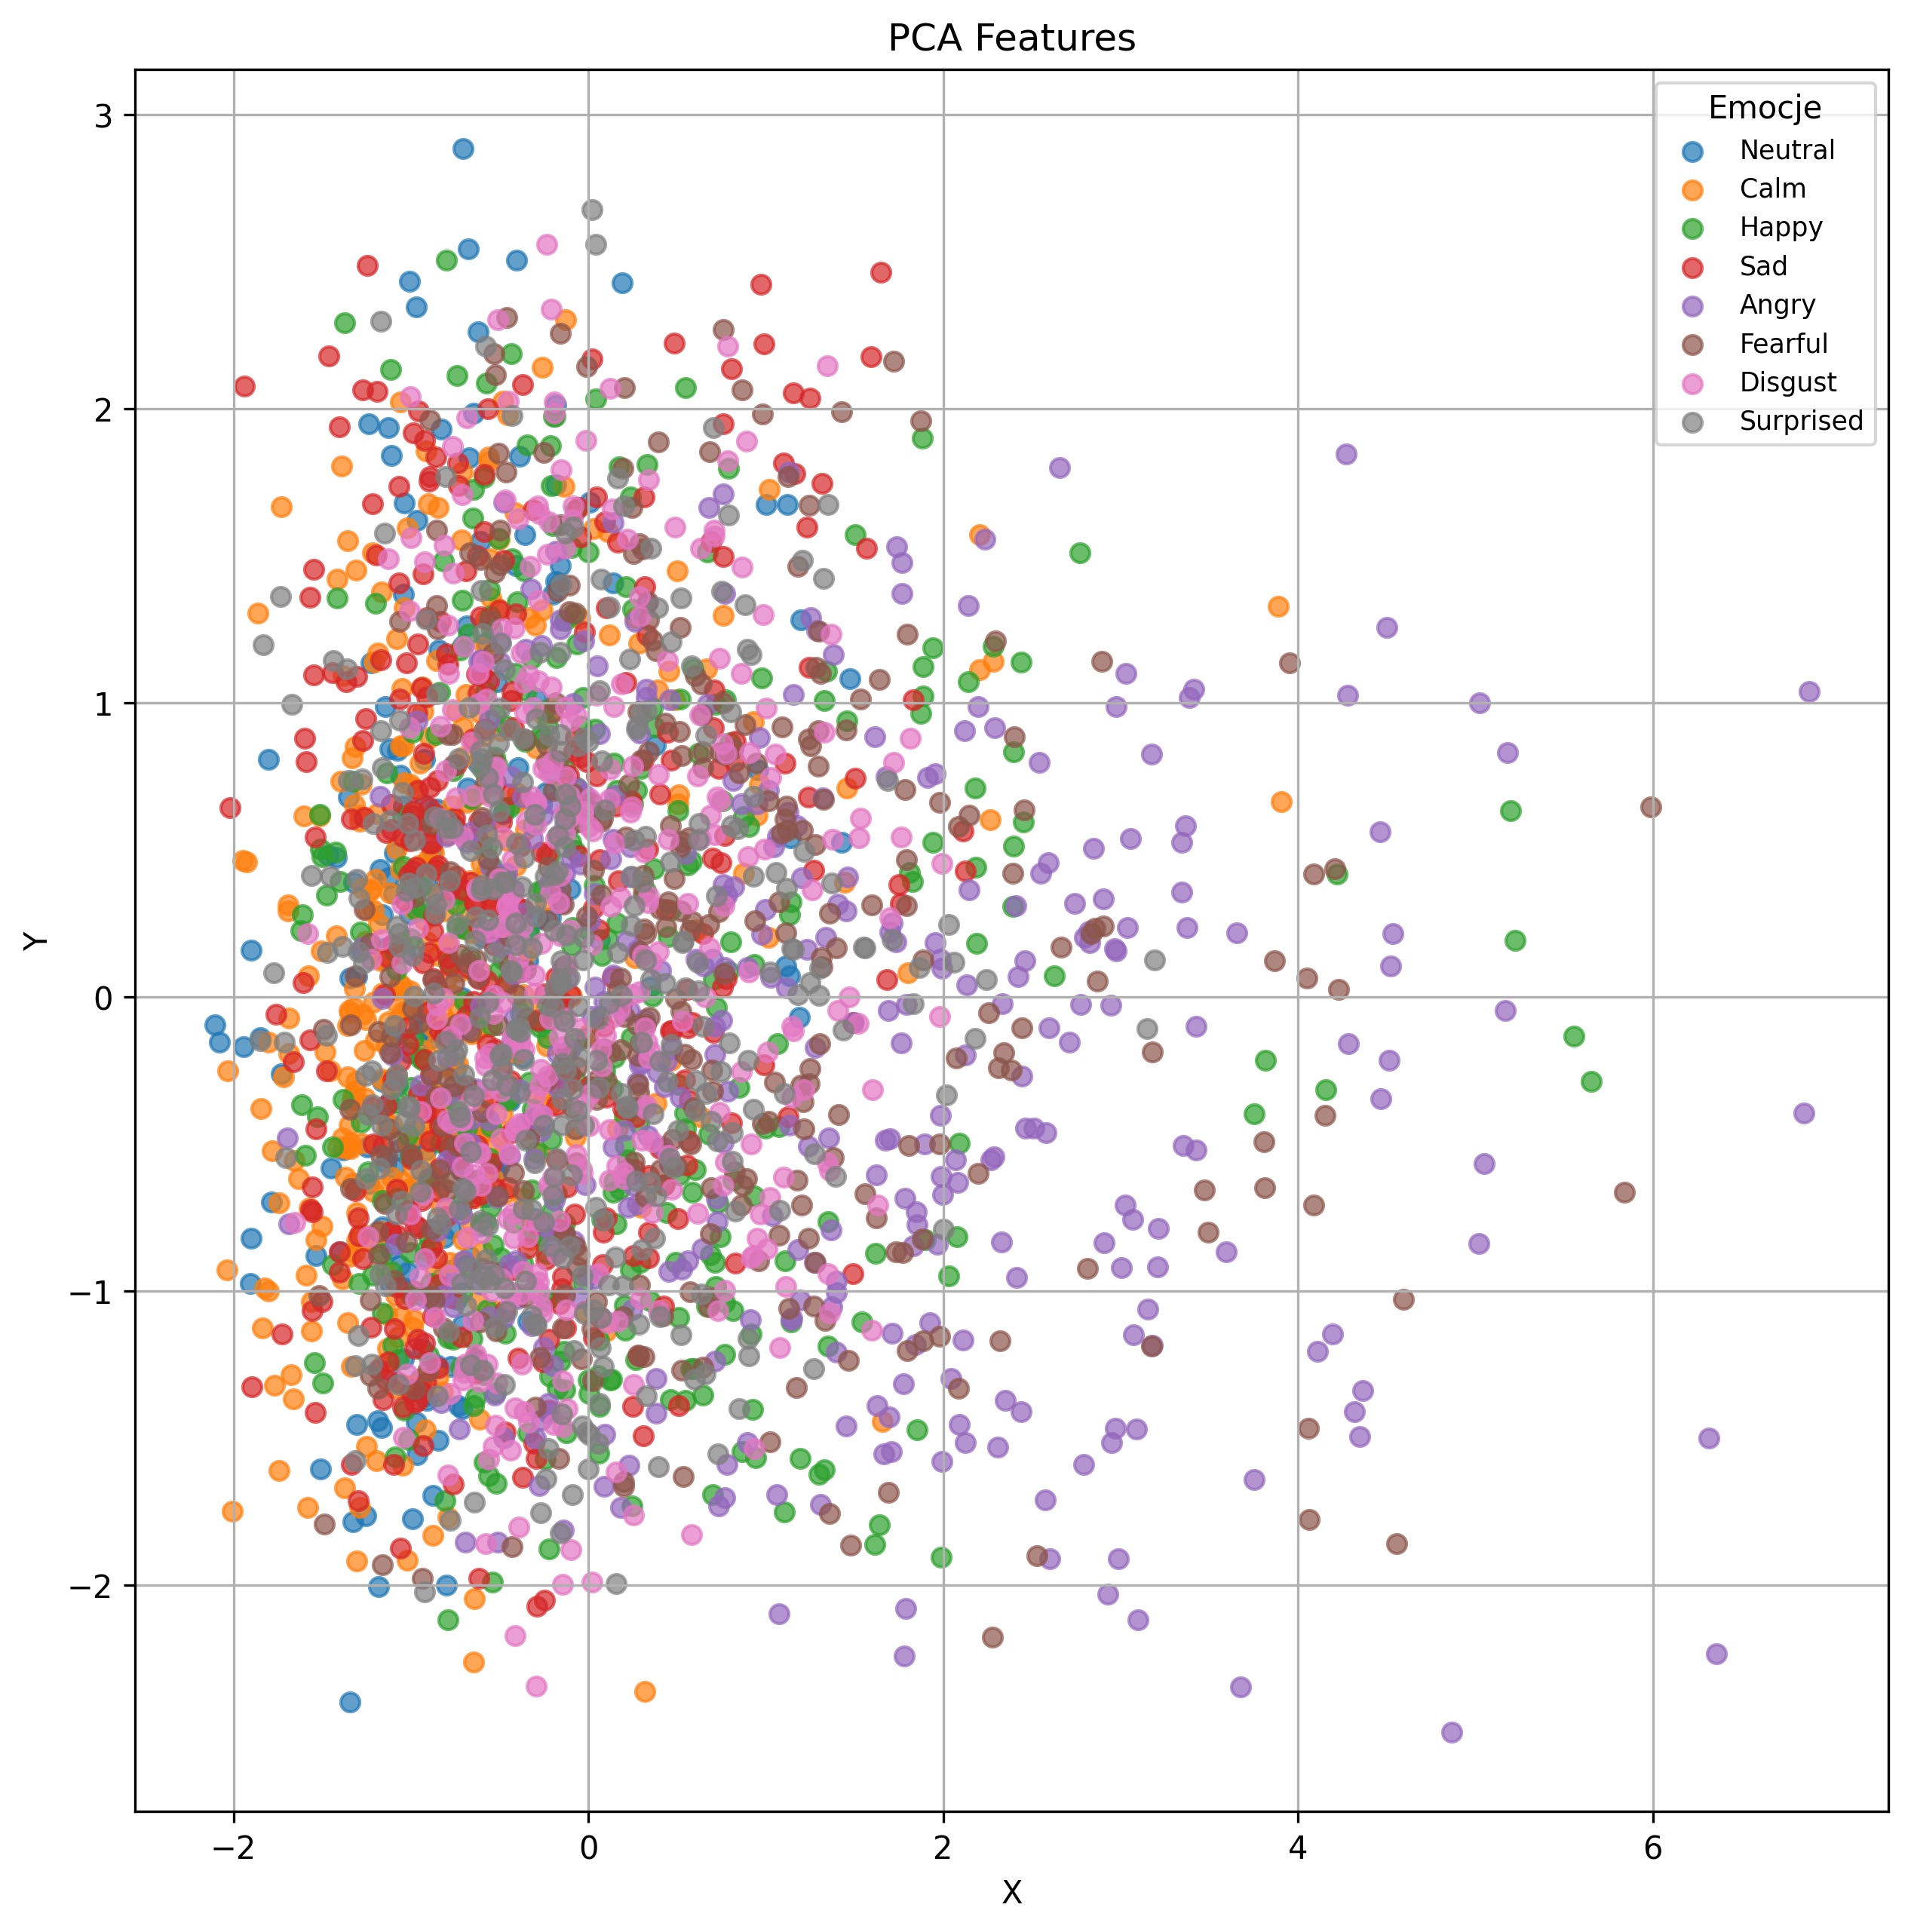 PCA Features
Emocje
Neutral
Calm
Happy
Sad
Angry
Fearful
Disgust
Surprised
3
2
1
0
−1
−2
Y
−2 0 2 4 6
X